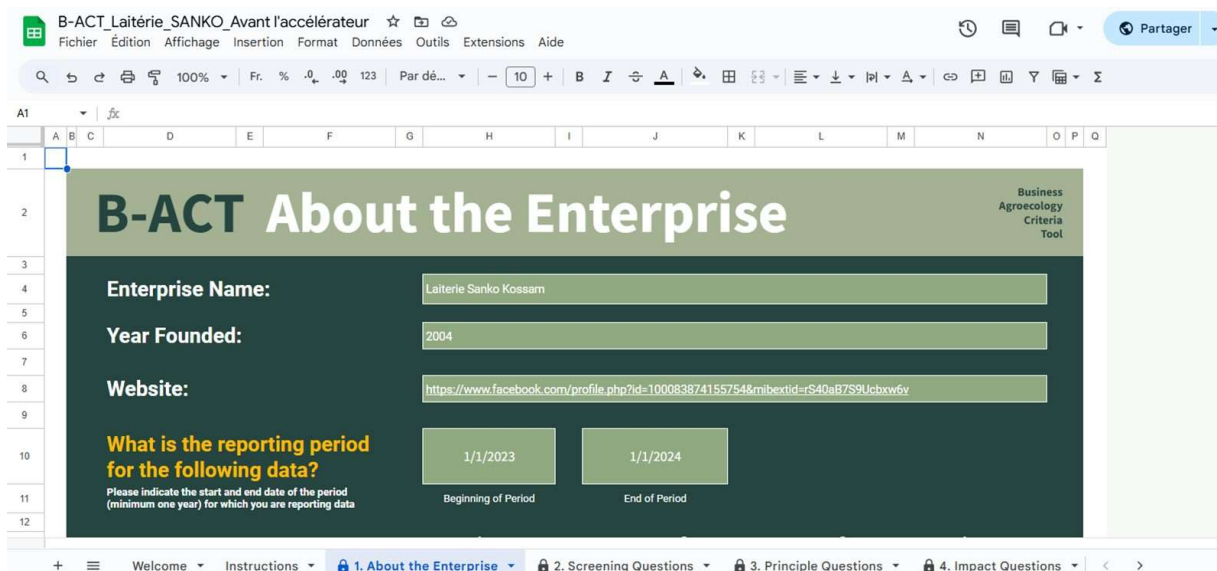 B-ACT_Laitérie_SANKO_Avant l'accélérateur
Fichier Édition Affichage Insertion Format Données Outils Extensions Aide
Partager
100% Fr. % .0 .00 123 Par dé... − 10 + B I A A Σ
A1 fx
A B C D E F G H I J K L M N O P Q
1
2
B-ACT About the Enterprise
Business
Agroecology
Criteria
Tool
3
4 Enterprise Name: Laiterie Sanko Kossam
5
6 Year Founded: 2004
7
8 Website: https://www.facebook.com/profile.php?id=100083874155754&mibextid=rS40aB7S9Ucbxw6v
9
10 What is the reporting period
for the following data?
1/1/2023 1/1/2024
Please indicate the start and end date of the period
11 (minimum one year) for which you are reporting data
Beginning of Period End of Period
12
+ Welcome Instructions 1. About the Enterprise 2. Screening Questions 3. Principle Questions 4. Impact Questions